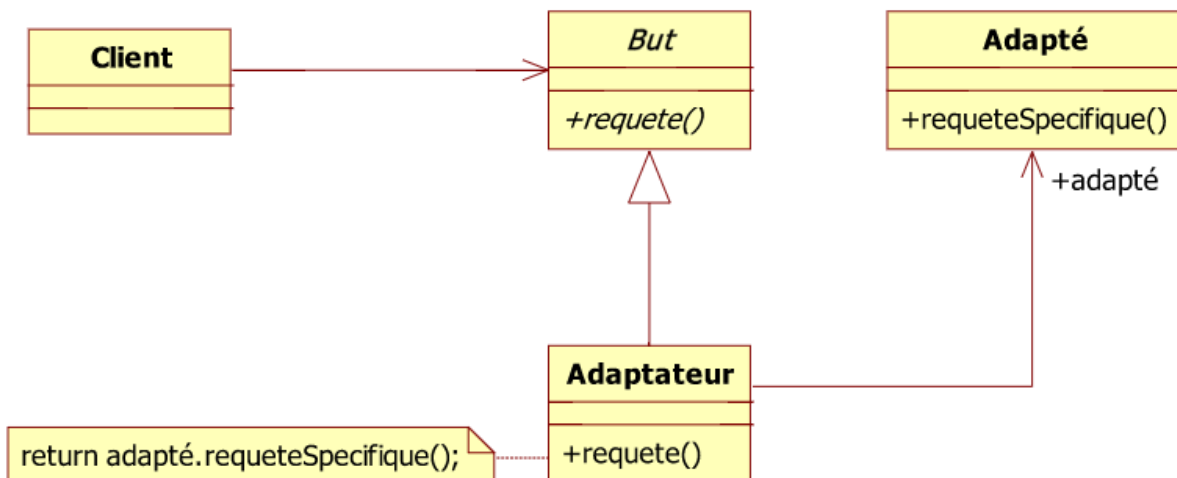 Client
But
+requete()
Adapté
+requeteSpecifique()
+adapté
Adaptateur
+requete()
return adapté.requeteSpecifique();